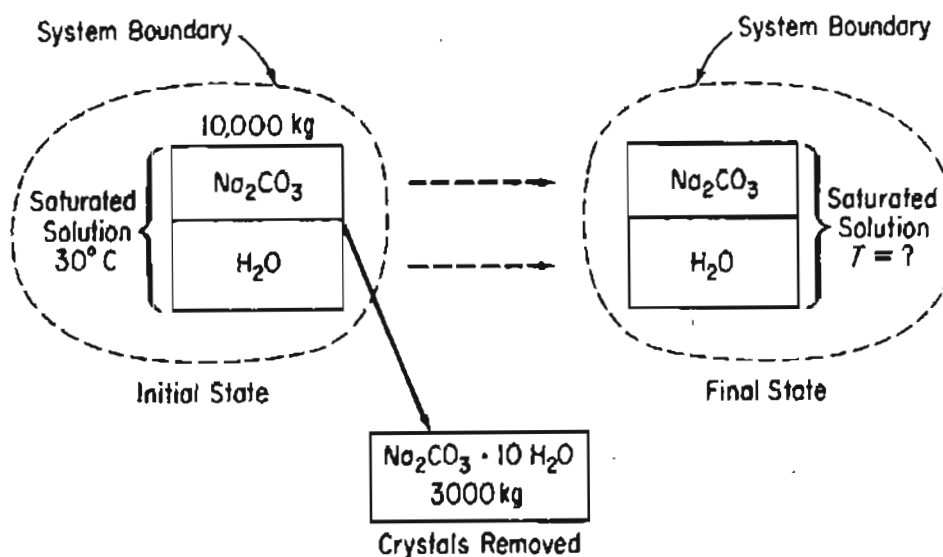 System Boundary
System Boundary
10,000 kg
Saturated
Solution
30° C
Na₂CO₃
H₂O
Na₂CO₃
H₂O
Saturated
Solution
T = ?
Initial State
Final State
Na₂CO₃ · 10 H₂O
3000 kg
Crystals Removed